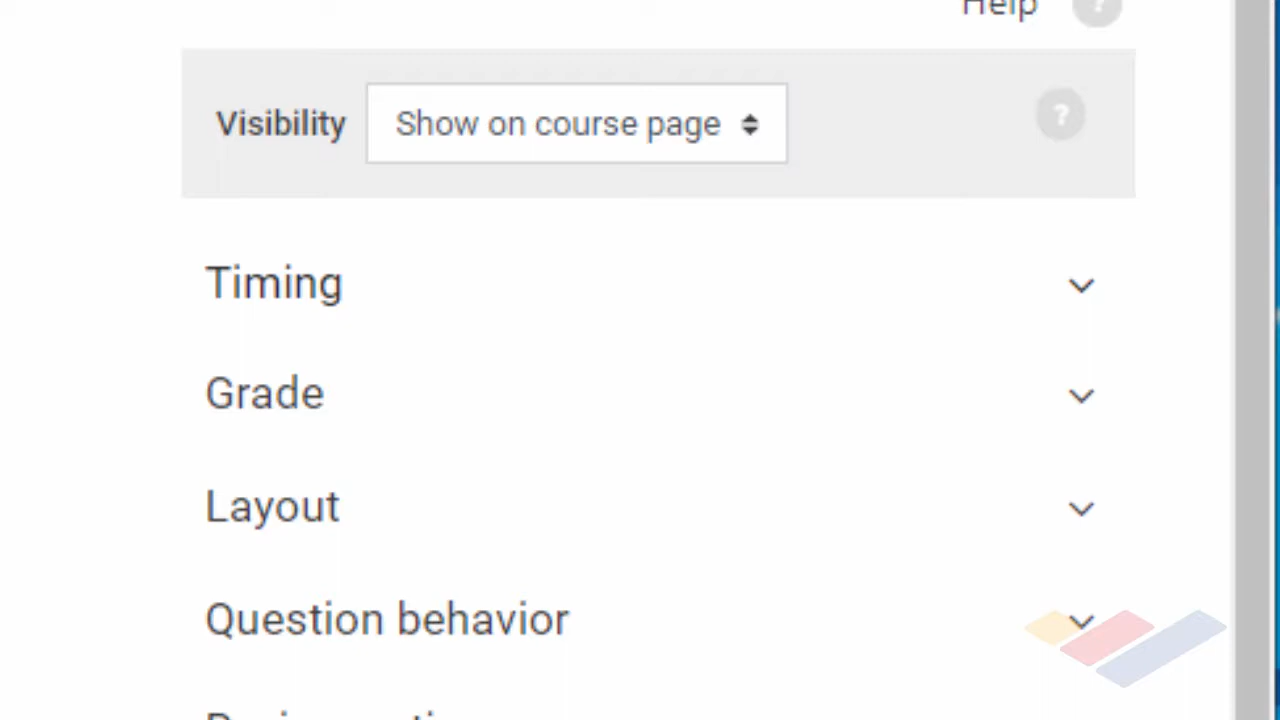 Help
Visibility Show on course page
Timing
Grade
Layout
Question behavior